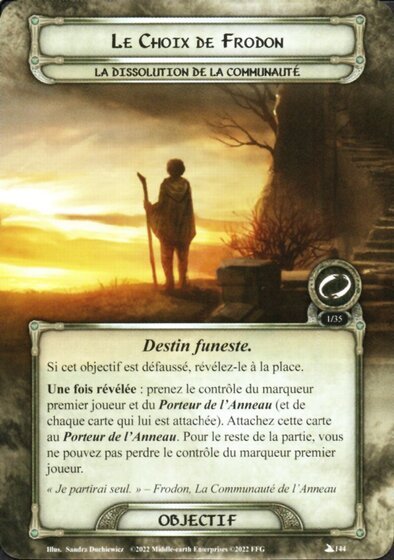 Le Choix de Frodon
La Dissolution de la Communauté
1/35
Destin funeste.
Si cet objectif est défaussé, révélez-le à la place.
Une fois révélée : prenez le contrôle du marqueur
premier joueur et du Porteur de l'Anneau (et de
chaque carte qui lui est attachée). Attachez cette carte
au Porteur de l'Anneau. Pour le reste de la partie, vous
ne pouvez pas perdre le contrôle du marqueur premier
joueur.
« Je partirai seul. » – Frodon, La Communauté de l'Anneau
Objectif
Illus. Sandra Duchiewicz ©2022 Middle-earth Enterprises ©2022 FFG
144